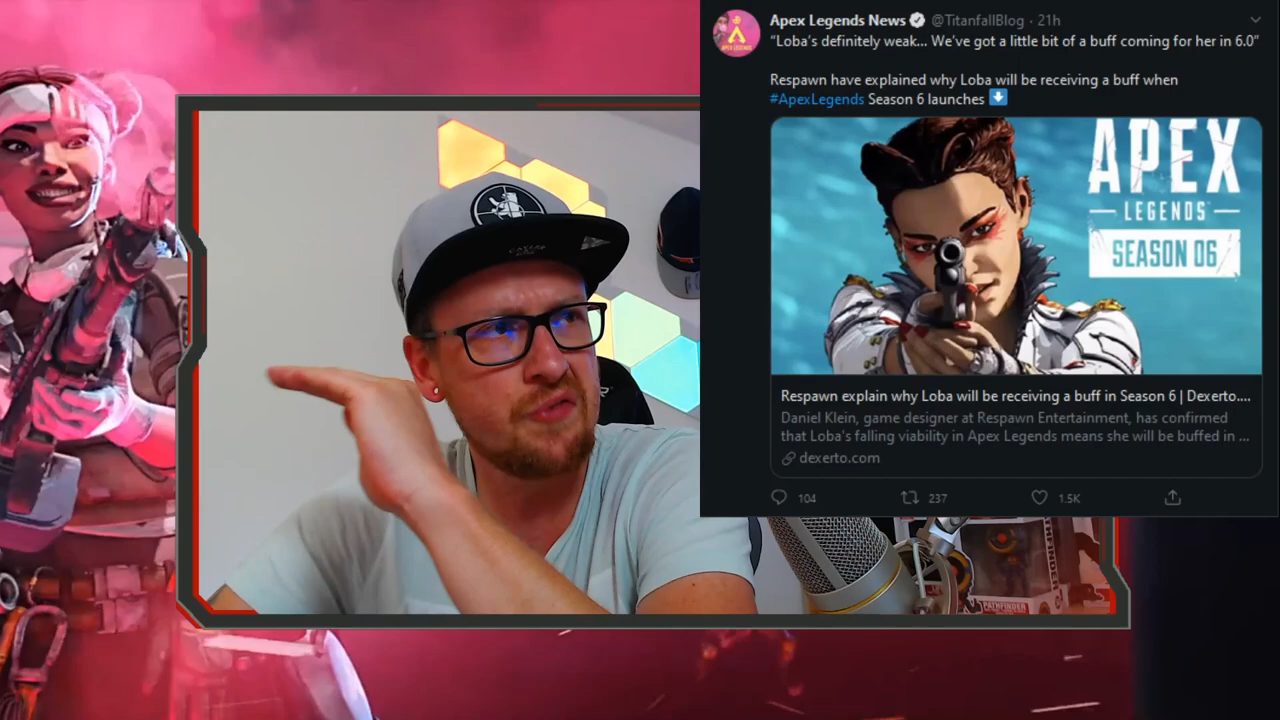 Apex Legends News @TitanfallBlog · 21h
“Loba’s definitely weak... We’ve got a little bit of a buff coming for her in 6.0”
Respawn have explained why Loba will be receiving a buff when
#ApexLegends Season 6 launches
APEX
LEGENDS
SEASON 06
Respawn explain why Loba will be receiving a buff in Season 6 | Dexerto....
Daniel Klein, game designer at Respawn Entertainment, has confirmed
that Loba's falling viability in Apex Legends means she will be buffed in ...
dexerto.com
104 237 1.5K
PATHFINDER